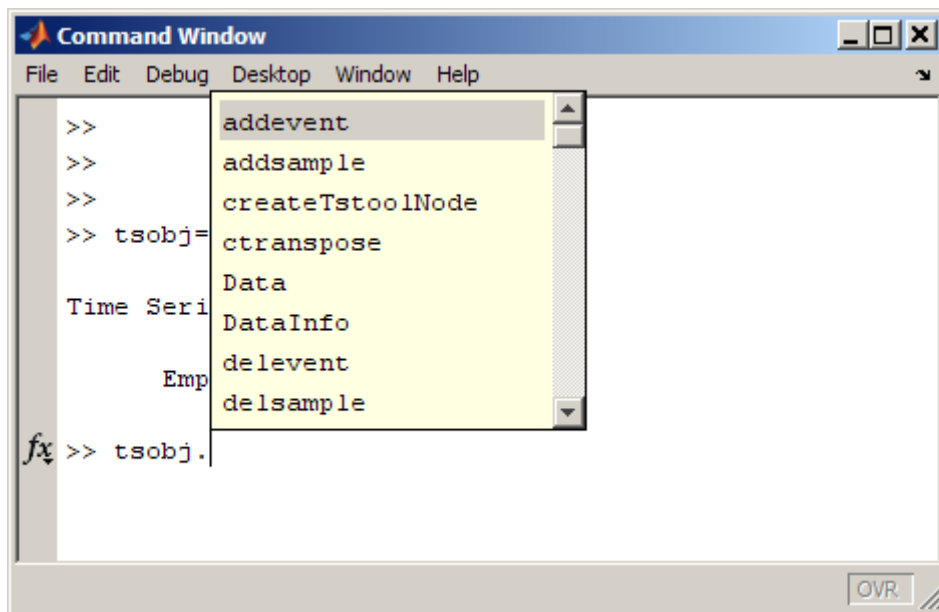 Command Window
File Edit Debug Desktop Window Help
>>
>>
>>
>> tsobj=
Time Seri
Emp
fx >> tsobj.
addevent
addsample
createTstoolNode
ctranspose
Data
DataInfo
delevent
delsample
OVR